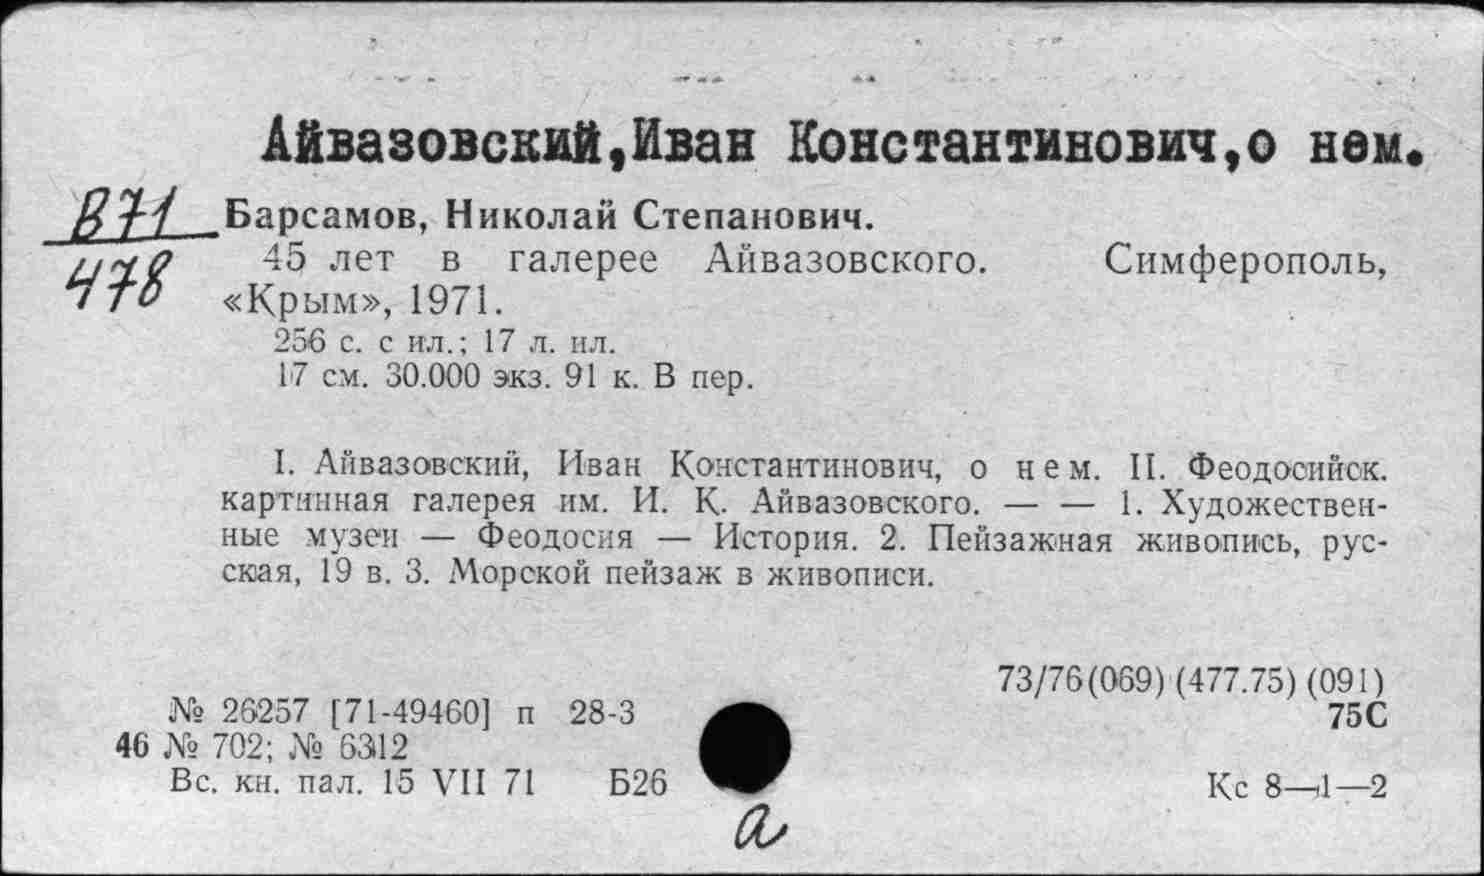 Айвазовский,Иван Константинович,о нем.
В71
478
Барсамов, Николай Степанович.
45 лет в галерее Айвазовского. Симферополь,
«Крым», 1971.
256 с. с ил.; 17 л. ил.
17 см. 30.000 экз. 91 к. В пер.
I. Айвазовский, Иван Константинович, о нем. II. Феодосийск.
картинная галерея им. И. К. Айвазовского. — — 1. Художествен-
ные музеи — Феодосия — История. 2. Пейзажная живопись, рус-
ская, 19 в. 3. Морской пейзаж в живописи.
73/76(069) (477.75) (091)
75С
№ 26257 [71-49460] п 28-3
46 № 702; № 6312
Вс. кн. пал. 15 VII 71 Б26
Кс 8—1—2
а